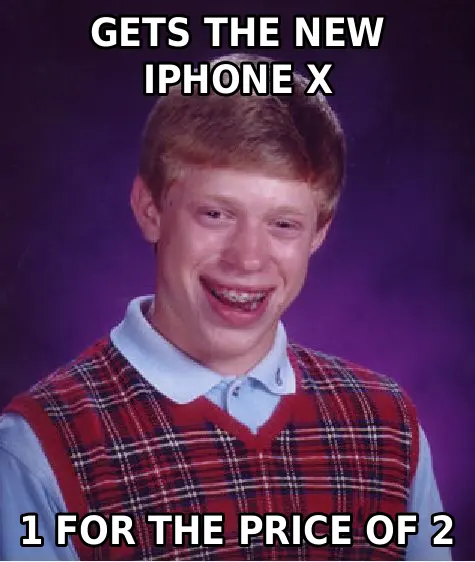 GETS THE NEW
IPHONE X
1 FOR THE PRICE OF 2